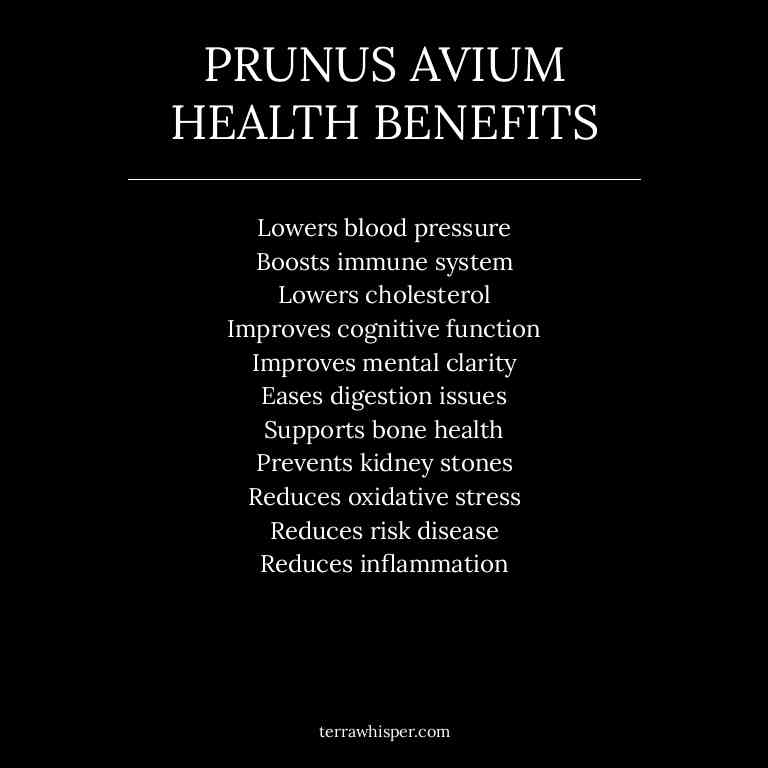 PRUNUS AVIUM
HEALTH BENEFITS
Lowers blood pressure
Boosts immune system
Lowers cholesterol
Improves cognitive function
Improves mental clarity
Eases digestion issues
Supports bone health
Prevents kidney stones
Reduces oxidative stress
Reduces risk disease
Reduces inflammation
terrawhisper.com